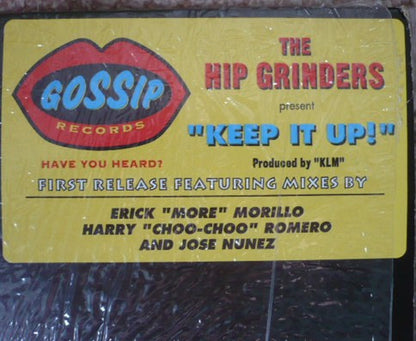 GOSSIP
RECORDS
HAVE YOU HEARD?
THE
HIP GRINDERS
present
"KEEP IT UP!"
Produced by "KLM"
FIRST RELEASE FEATURING MIXES BY
ERICK "MORE" MORILLO
HARRY "CHOO-CHOO" ROMERO
AND JOSE NUNEZ